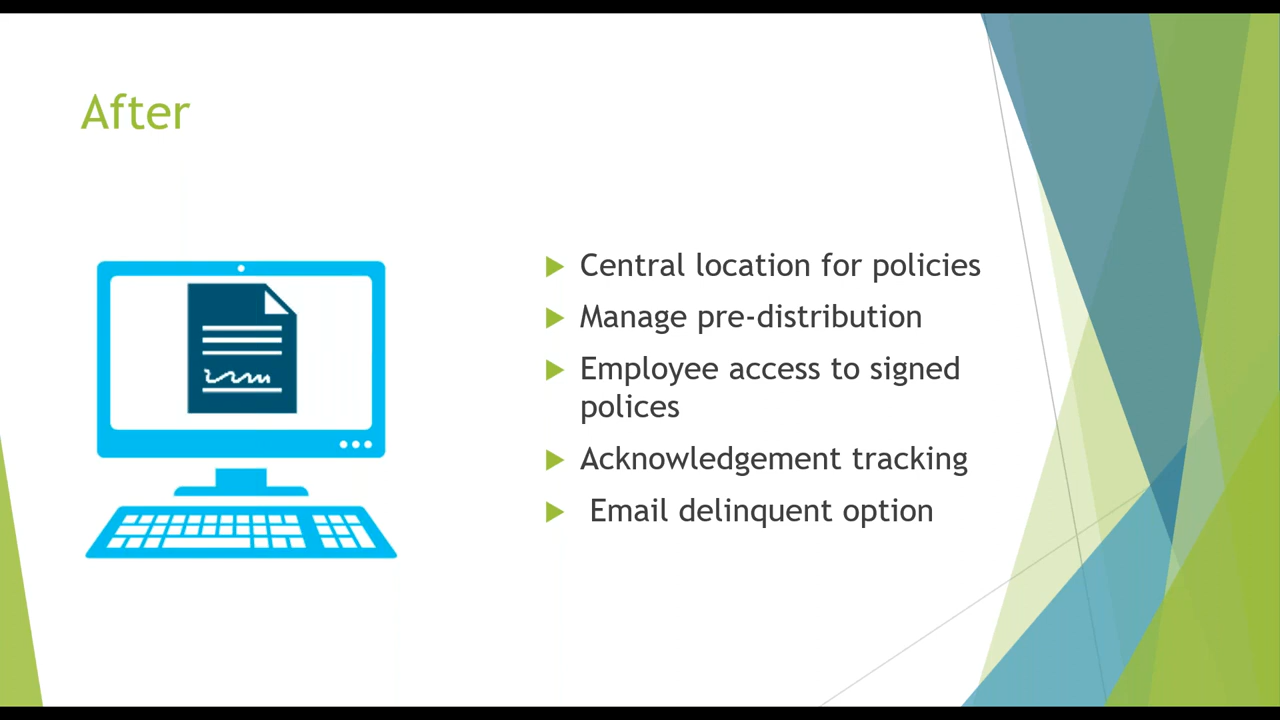 After
Central location for policies
Manage pre-distribution
Employee access to signed
polices
Acknowledgement tracking
Email delinquent option